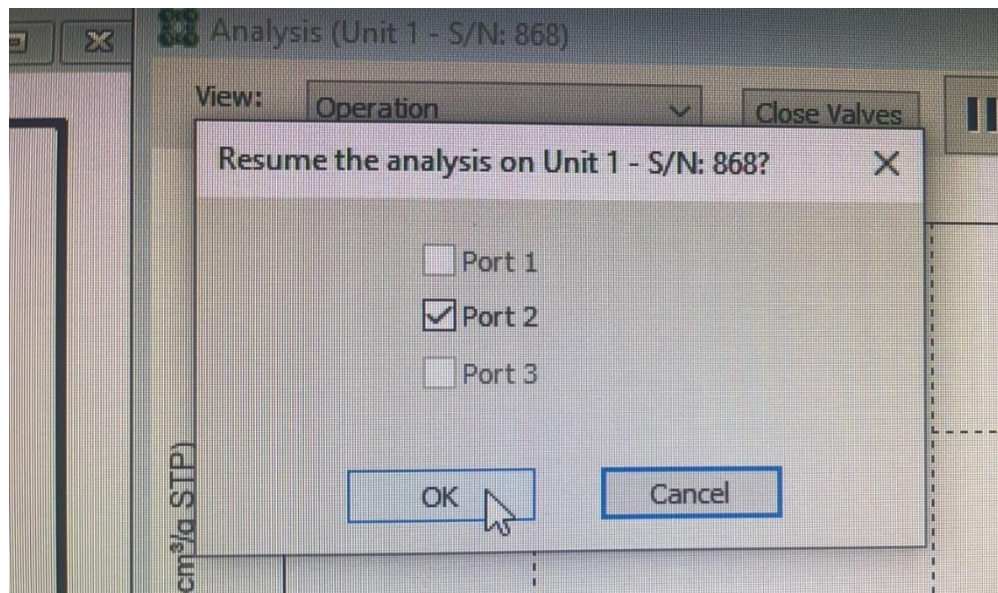 Analysis (Unit 1 - S/N: 868)
View:
Operation
Close Valves
Resume the analysis on Unit 1 - S/N: 868?
Port 1
Port 2
Port 3
OK
Cancel
cm³/g STP)